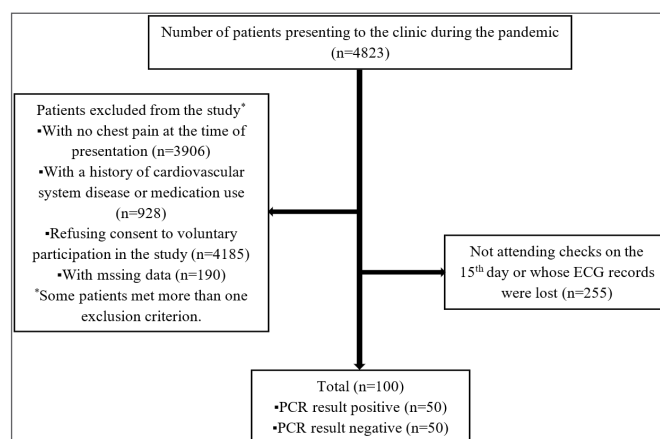 Number of patients presenting to the clinic during the pandemic
(n=4823)
Patients excluded from the study*
▪With no chest pain at the time of
presentation (n=3906)
▪With a history of cardiovascular
system disease or medication use
(n=928)
▪Refusing consent to voluntary
participation in the study (n=4185)
▪With mssing data (n=190)
*Some patients met more than one
exclusion criterion.
Not attending checks on the
15th day or whose ECG records
were lost (n=255)
Total (n=100)
▪PCR result positive (n=50)
▪PCR result negative (n=50)